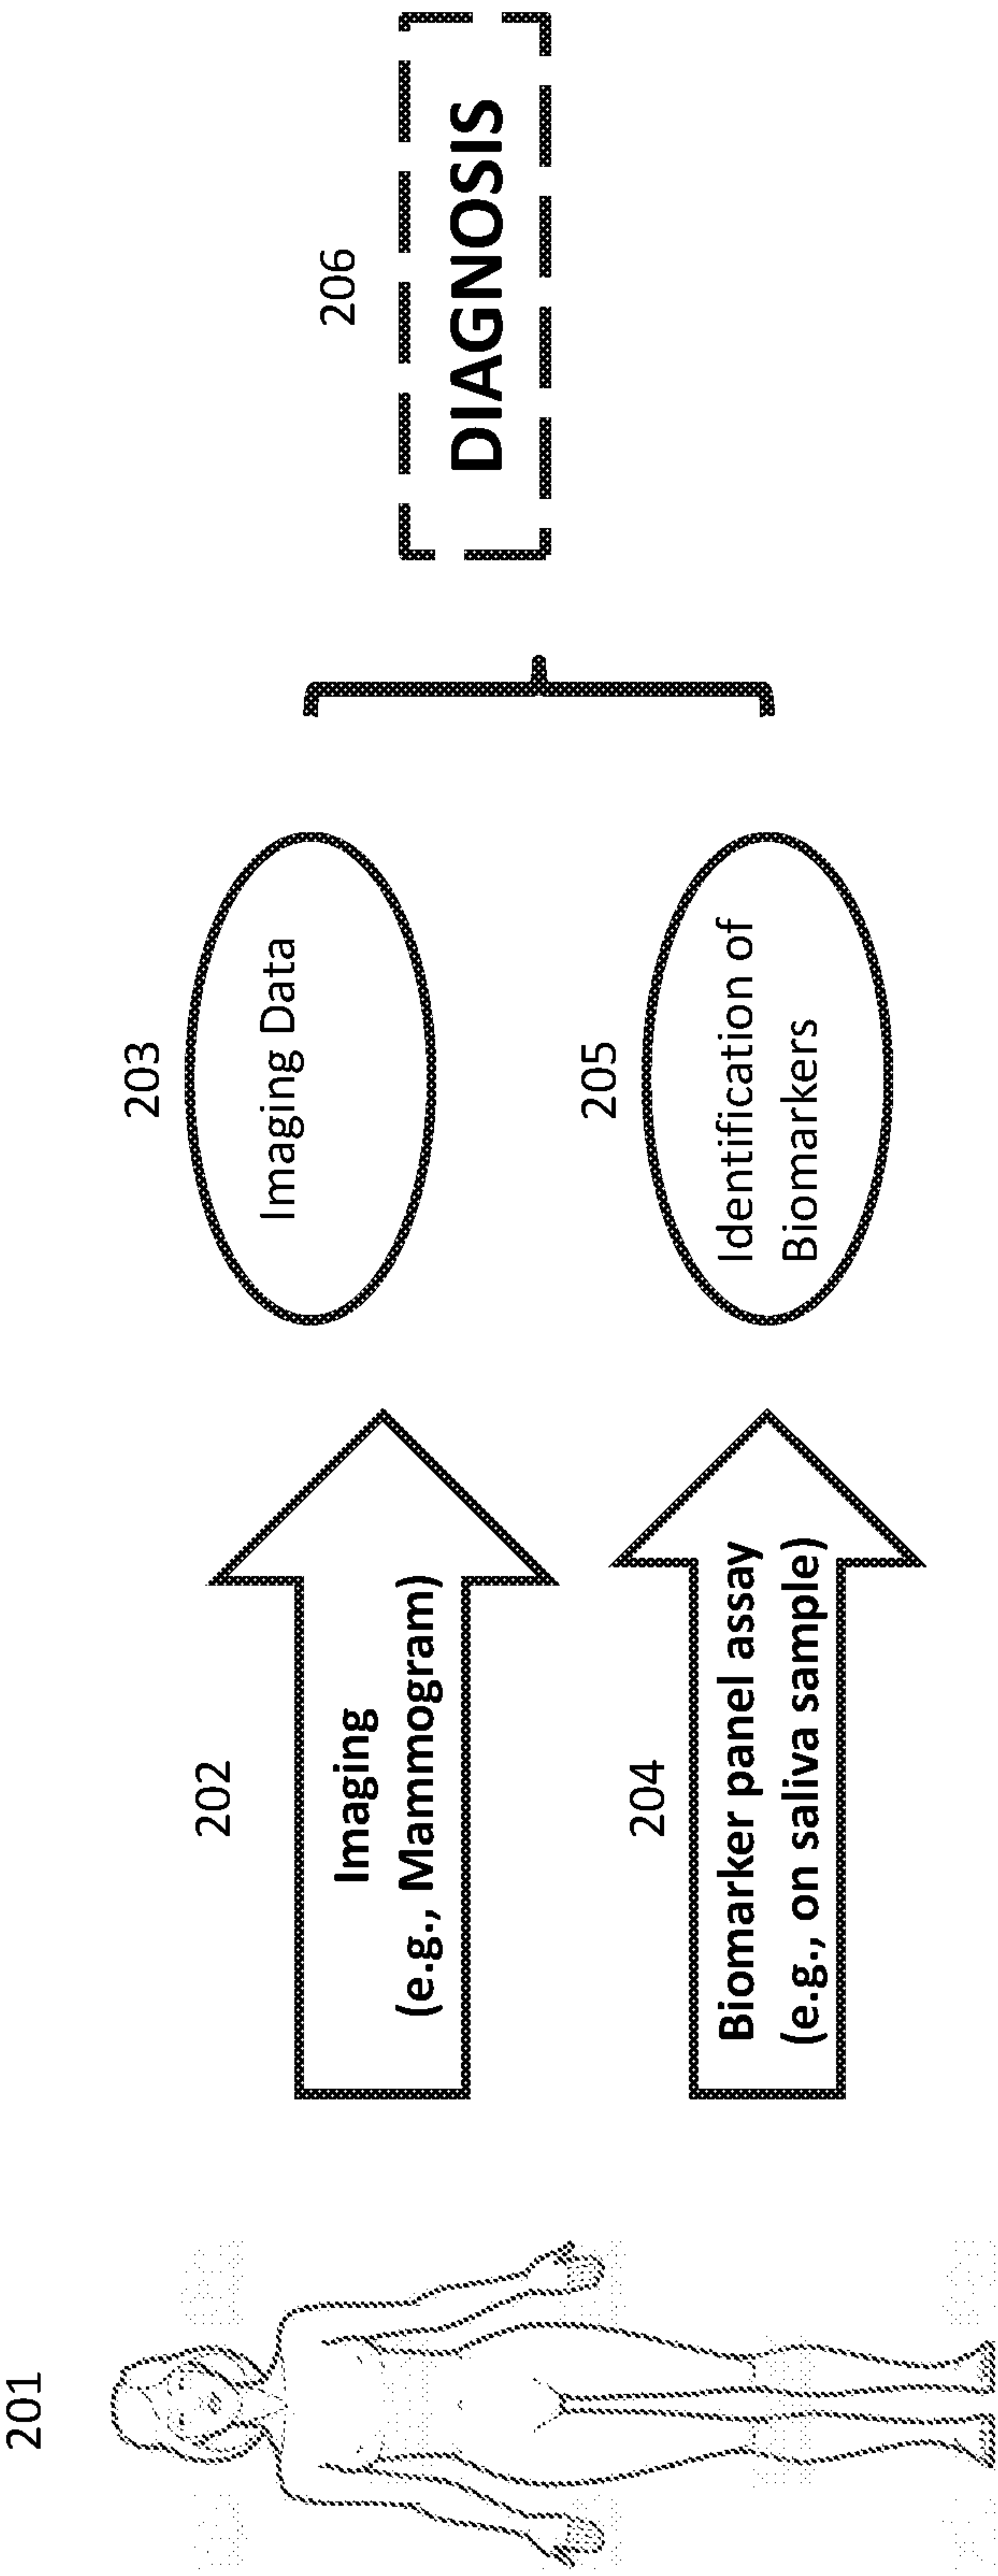 201
202
Imaging
(e.g., Mammogram)
203
Imaging Data
204
Biomarker panel assay
(e.g., on saliva sample)
205
Identification of
Biomarkers
206
DIAGNOSIS